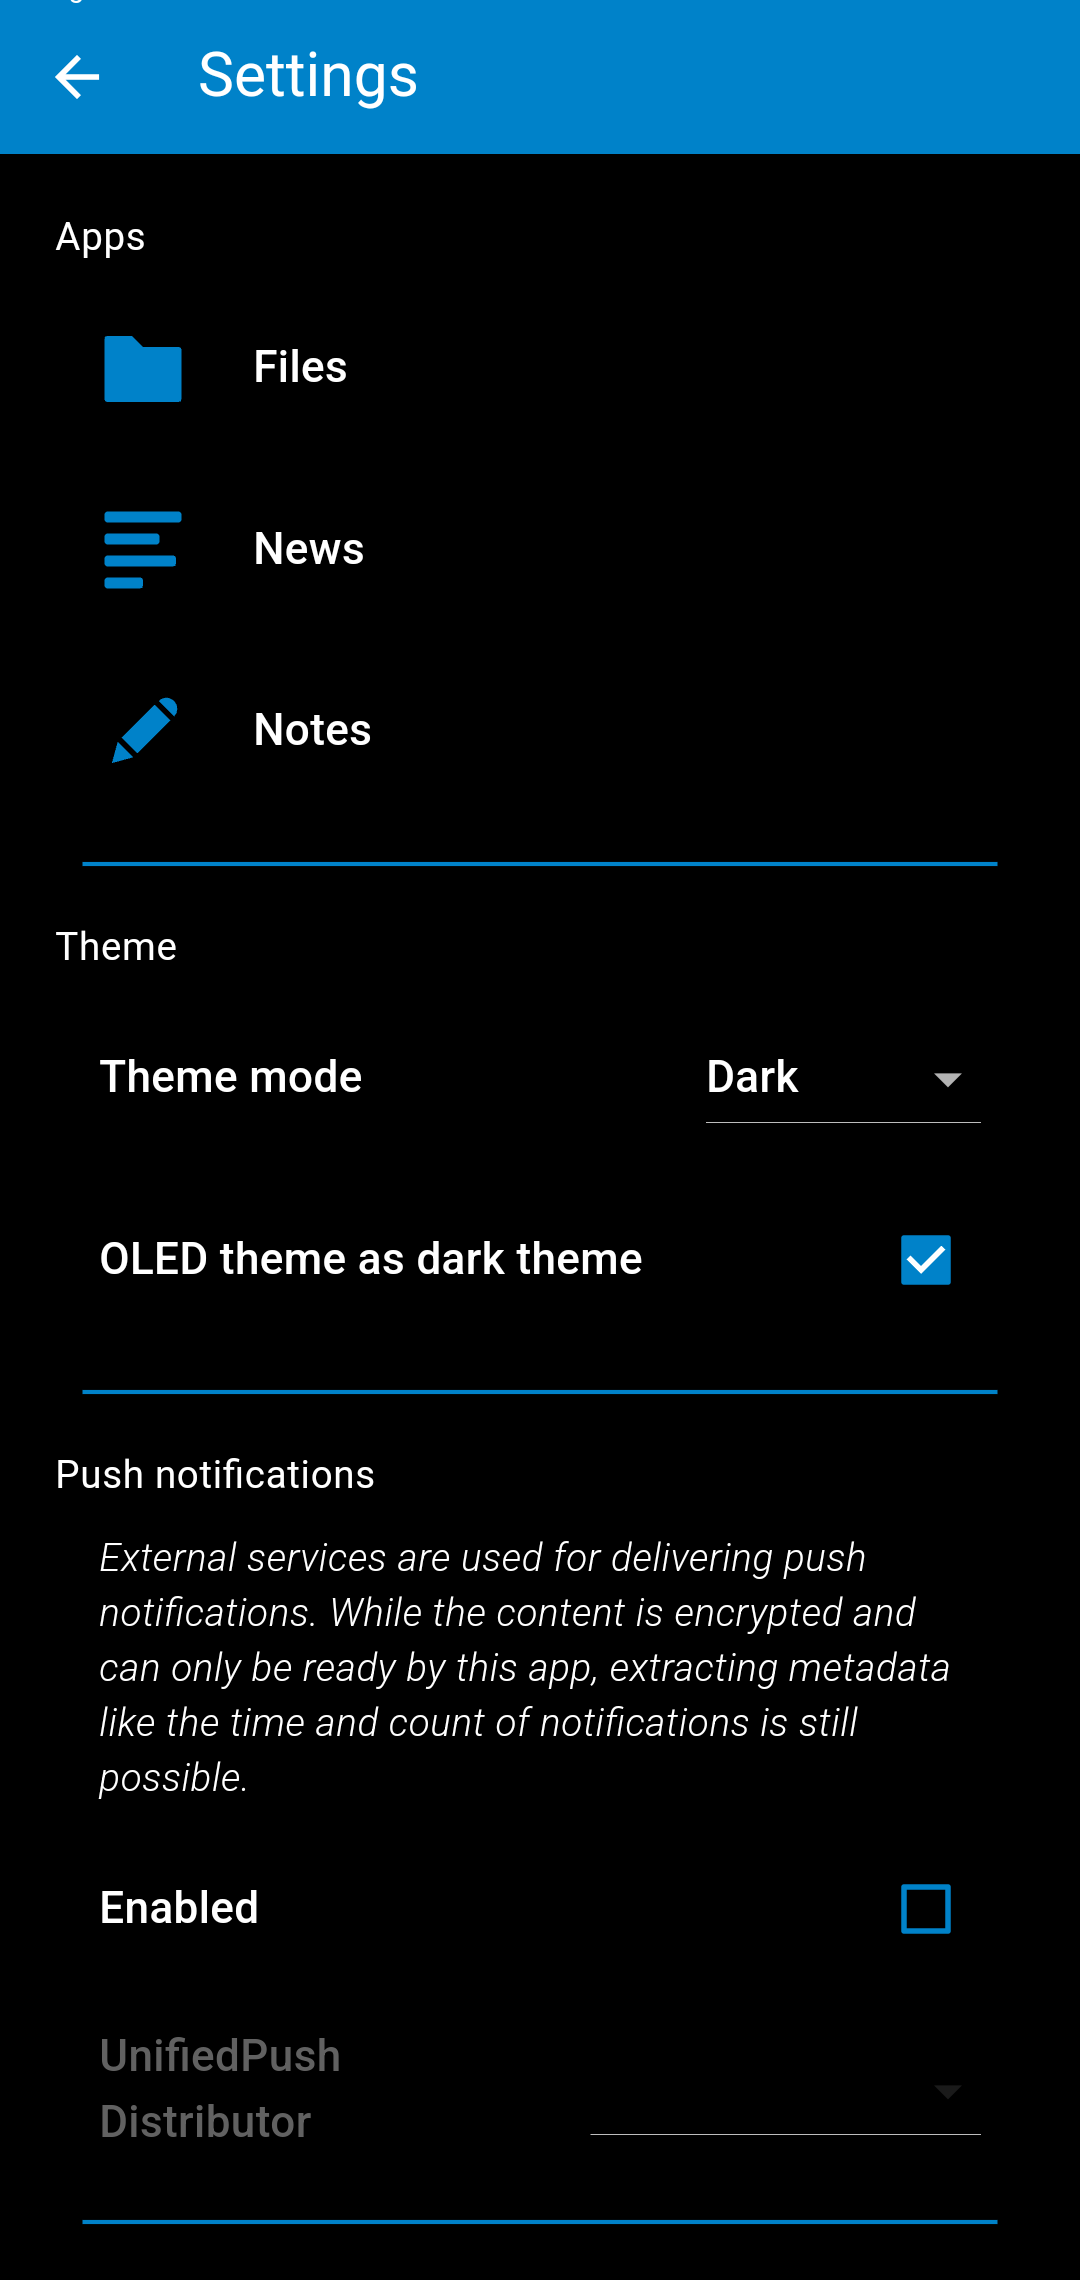 Settings
Apps
Files
News
Notes
Theme
Theme mode
Dark
OLED theme as dark theme
Push notifications
External services are used for delivering push
notifications. While the content is encrypted and
can only be ready by this app, extracting metadata
like the time and count of notifications is still
possible.
Enabled
UnifiedPush
Distributor